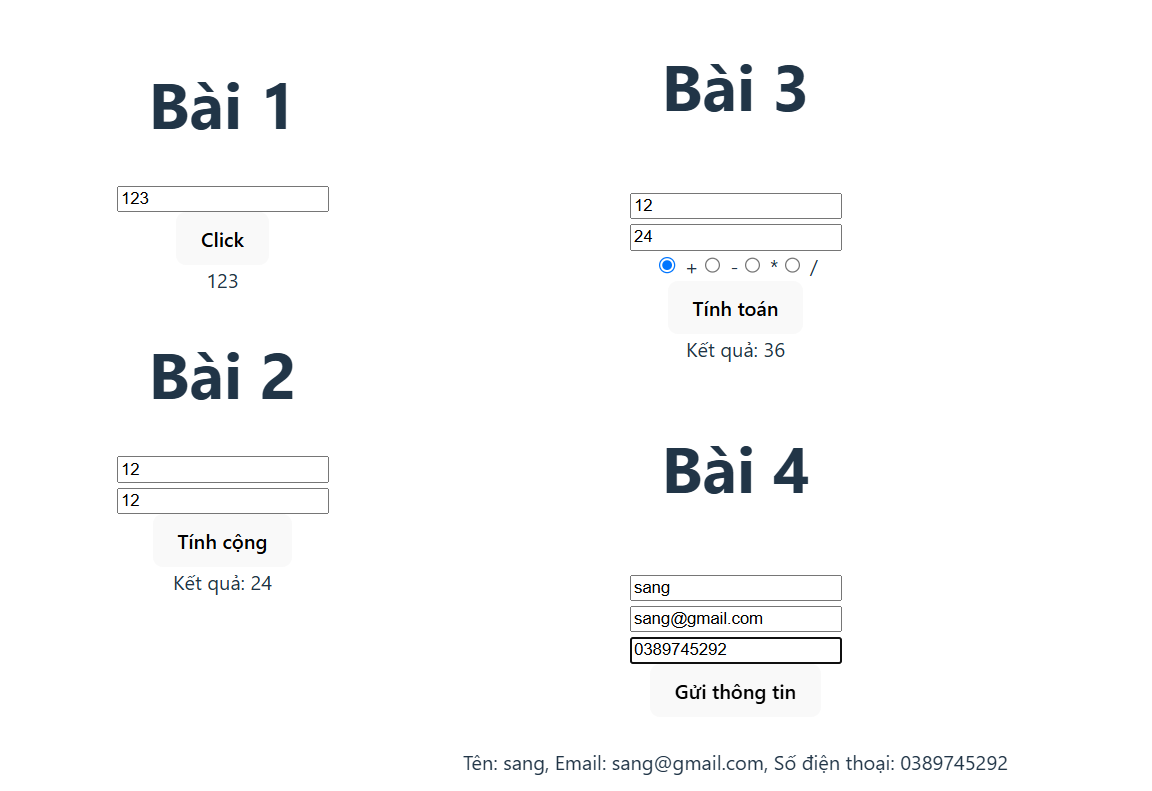 Bài 1
123
Click
123
Bài 2
12
12
Tính cộng
Kết quả: 24
Bài 3
12
24
+ - * /
Tính toán
Kết quả: 36
Bài 4
sang
sang@gmail.com
0389745292
Gửi thông tin
Tên: sang, Email: sang@gmail.com, Số điện thoại: 0389745292